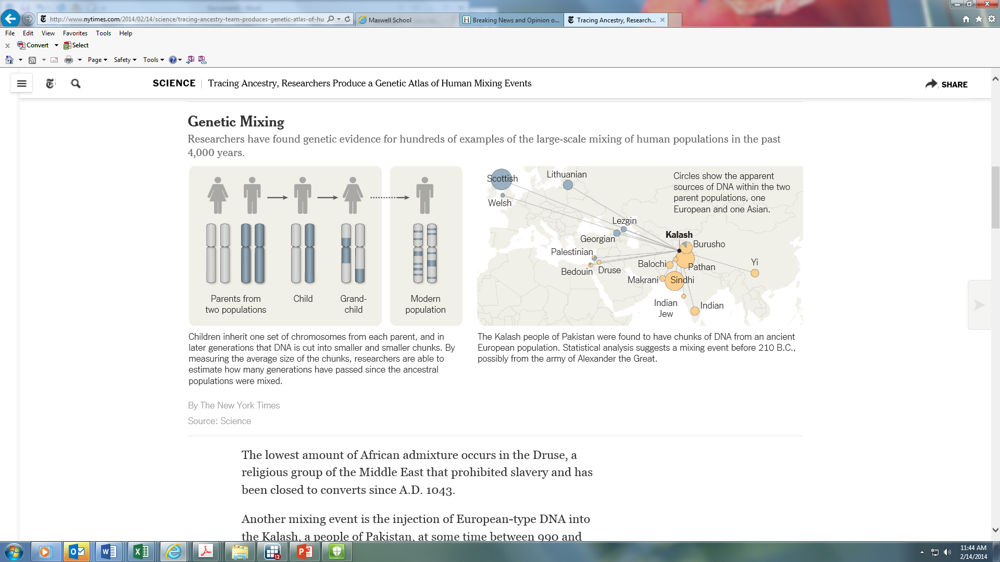 http://www.nytimes.com/2014/02/14/science/tracing-ancestry-team-produces-genetic-atlas-of-hu
Maxwell School
Breaking News and Opinion o...
Tracing Ancestry, Research...
File Edit View Favorites Tools Help
x Convert Select
Page Safety Tools
SCIENCE | Tracing Ancestry, Researchers Produce a Genetic Atlas of Human Mixing Events
SHARE
Genetic Mixing
Researchers have found genetic evidence for hundreds of examples of the large-scale mixing of human populations in the past
4,000 years.
Parents from
two populations
Child
Grand-
child
Modern
population
Children inherit one set of chromosomes from each parent, and in
later generations that DNA is cut into smaller and smaller chunks. By
measuring the average size of the chunks, researchers are able to
estimate how many generations have passed since the ancestral
populations were mixed.
Circles show the apparent
sources of DNA within the two
parent populations, one
European and one Asian.
Scottish
Lithuanian
Welsh
Lezgin
Georgian
Kalash
Burusho
Palestinian
Bedouin
Druse
Balochi
Pathan
Yi
Makrani
Sindhi
Indian
Jew
Indian
The Kalash people of Pakistan were found to have chunks of DNA from an ancient
European population. Statistical analysis suggests a mixing event before 210 B.C.,
possibly from the army of Alexander the Great.
By The New York Times
Source: Science
The lowest amount of African admixture occurs in the Druse, a
religious group of the Middle East that prohibited slavery and has
been closed to converts since A.D. 1043.
Another mixing event is the injection of European-type DNA into
the Kalash, a people of Pakistan, at some time between 990 and
12
11:44 AM
2/14/2014